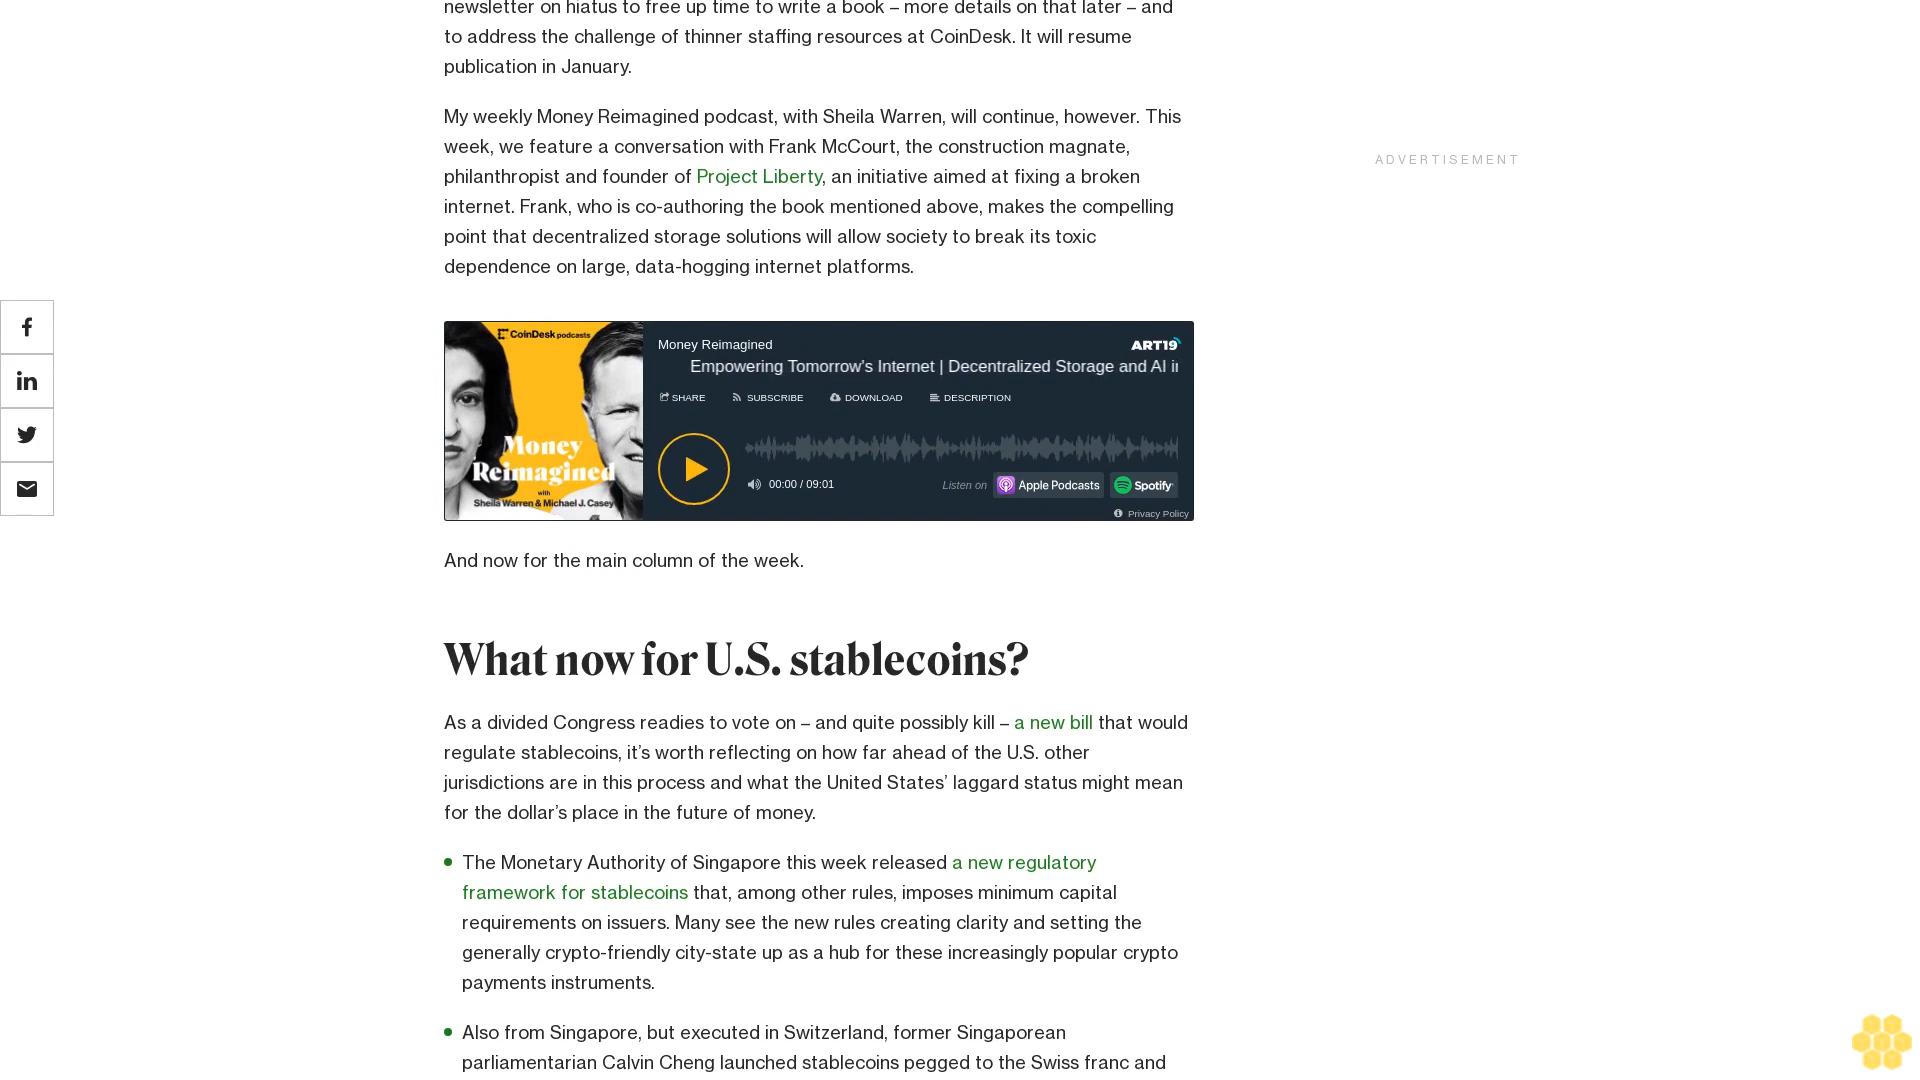 newsletter on hiatus to free up time to write a book – more details on that later – and
to address the challenge of thinner staffing resources at CoinDesk. It will resume
publication in January.
My weekly Money Reimagined podcast, with Sheila Warren, will continue, however. This
week, we feature a conversation with Frank McCourt, the construction magnate,
philanthropist and founder of Project Liberty, an initiative aimed at fixing a broken
internet. Frank, who is co-authoring the book mentioned above, makes the compelling
point that decentralized storage solutions will allow society to break its toxic
dependence on large, data-hogging internet platforms.
ADVERTISEMENT
CoinDesk podcasts
Money
Reimagined
with
Sheila Warren & Michael J. Casey
Money Reimagined
ART19
Empowering Tomorrow's Internet | Decentralized Storage and AI
SHARE SUBSCRIBE DOWNLOAD DESCRIPTION
00:00 / 09:01
Listen on Apple Podcasts Spotify
Privacy Policy
And now for the main column of the week.
What now for U.S. stablecoins?
As a divided Congress readies to vote on – and quite possibly kill – a new bill that would
regulate stablecoins, it’s worth reflecting on how far ahead of the U.S. other
jurisdictions are in this process and what the United States’ laggard status might mean
for the dollar’s place in the future of money.
The Monetary Authority of Singapore this week released a new regulatory
framework for stablecoins that, among other rules, imposes minimum capital
requirements on issuers. Many see the new rules creating clarity and setting the
generally crypto-friendly city-state up as a hub for these increasingly popular crypto
payments instruments.
Also from Singapore, but executed in Switzerland, former Singaporean
parliamentarian Calvin Cheng launched stablecoins pegged to the Swiss franc and